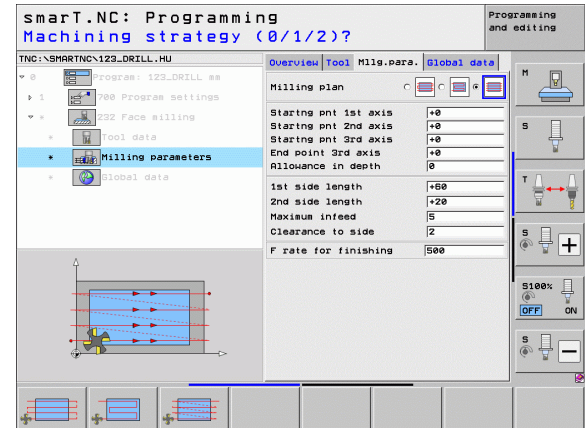 smarT.NC: Programming
Machining strategy (0/1/2)?
Programming
and editing
TNC:\SMARTNC\123_DRILL.HU
0 Program: 123_DRILL mm
1 700 Program settings
232 Face milling
* Tool data
* Milling parameters
* Global data
Overview Tool Mllg.para. Global data
Milling plan
Startng pnt 1st axis +0
Startng pnt 2nd axis +0
Startng pnt 3rd axis +0
End point 3rd axis +0
Allowance in depth 0
1st side length +60
2nd side length +20
Maximum infeed 5
Clearance to side 2
F rate for finishing 500
M
S
T
S
+
S100%
OFF ON
S
−